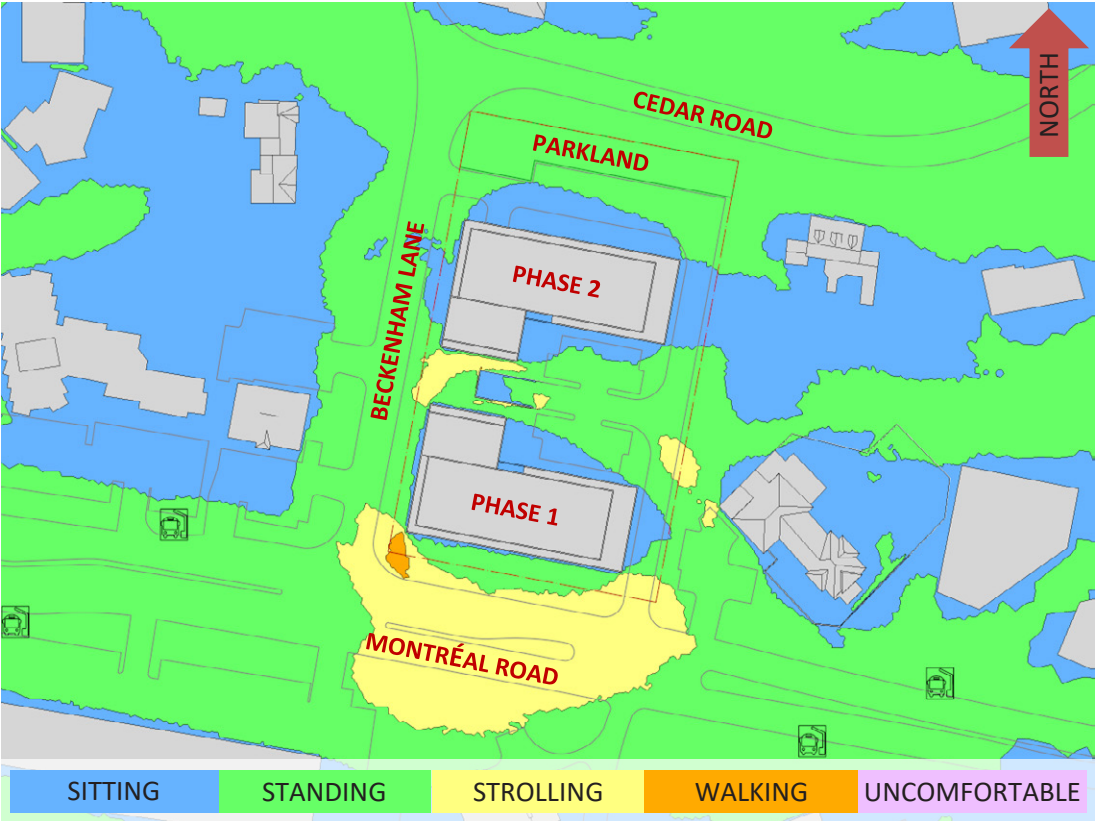 NORTH
CEDAR ROAD
PARKLAND
BECKENHAM LANE
PHASE 2
PHASE 1
MONTRÉAL ROAD
SITTING
STANDING
STROLLING
WALKING
UNCOMFORTABLE